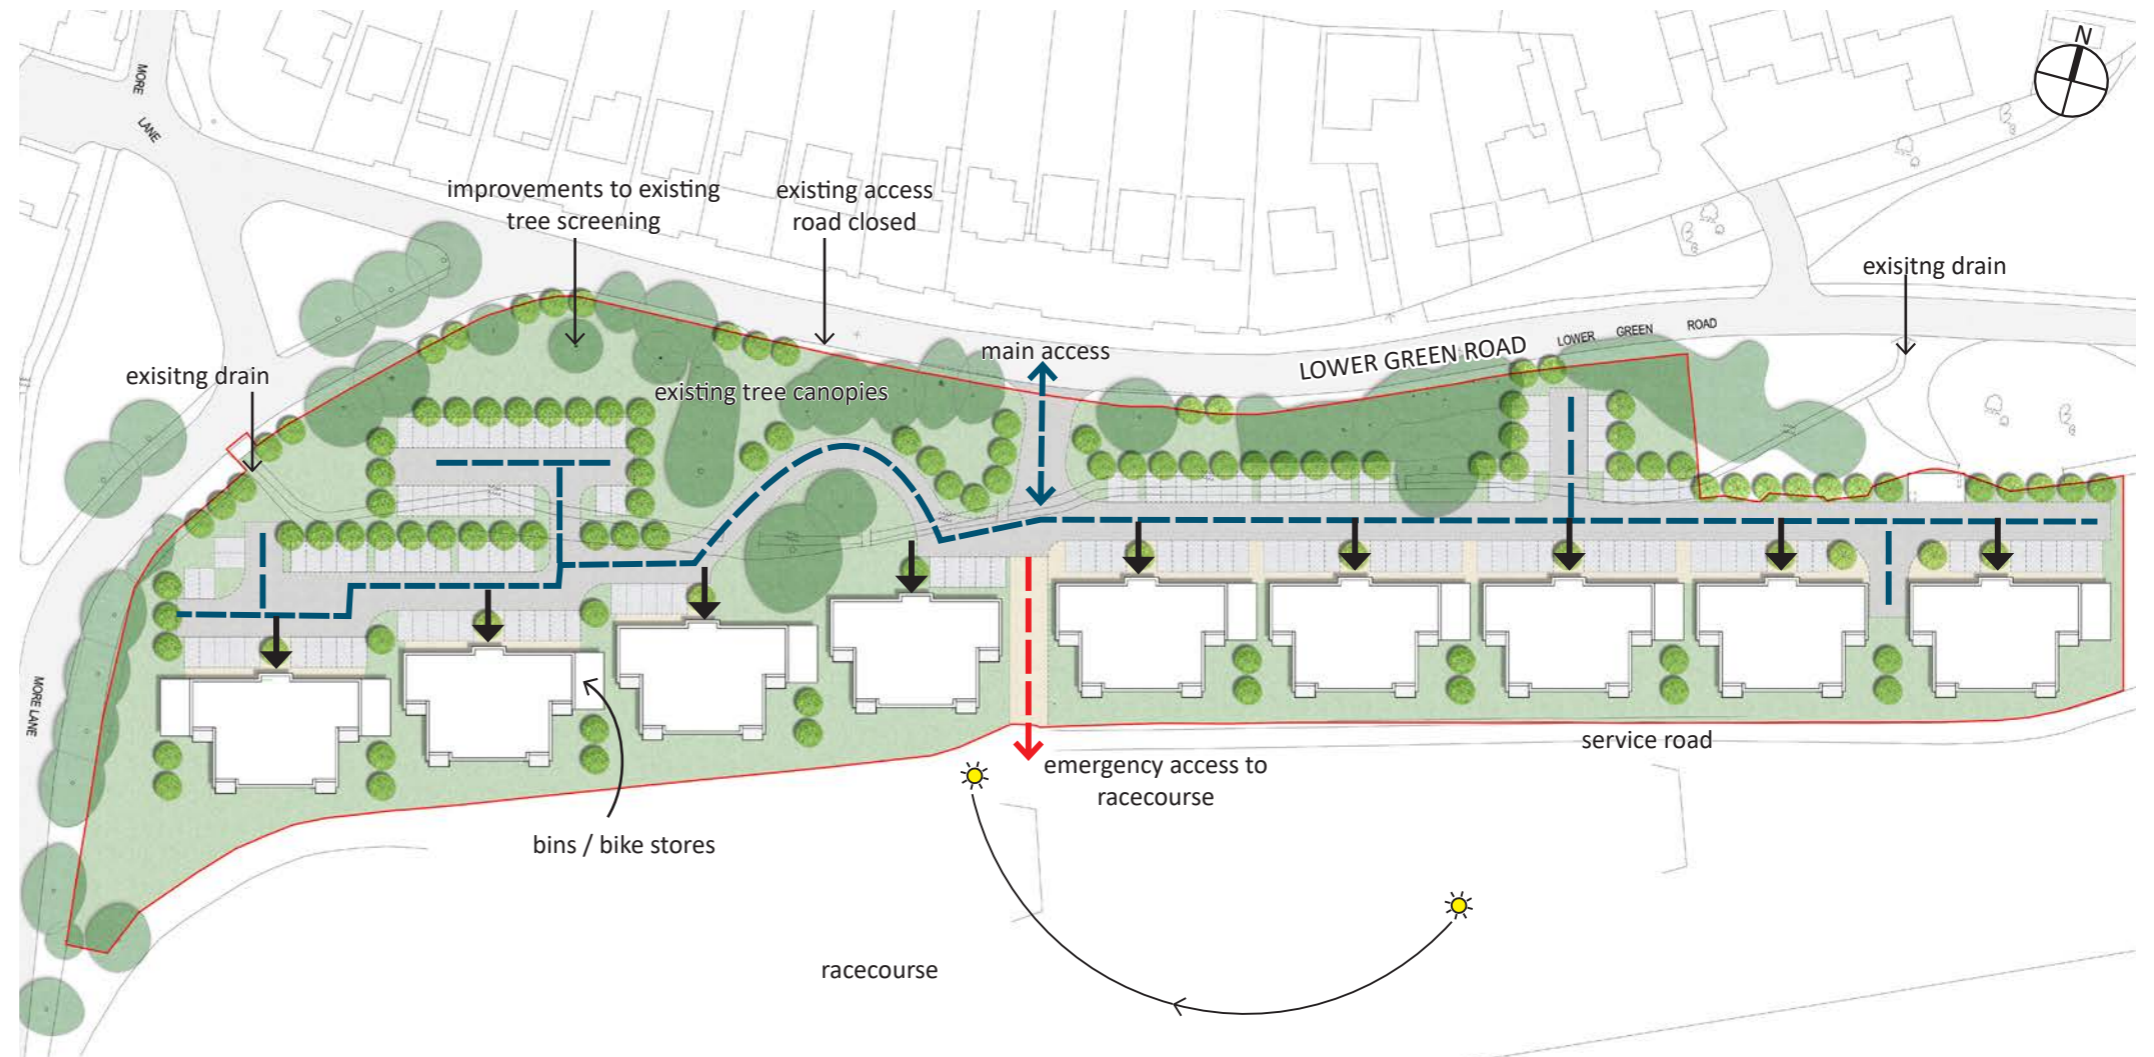 N
MORE
LANE
improvements to existing
tree screening
existing access
road closed
exisitng drain
main access
LOWER GREEN ROAD
LOWER GREEN ROAD
exisitng drain
existing tree canopies
MORE LANE
service road
emergency access to
racecourse
bins / bike stores
racecourse